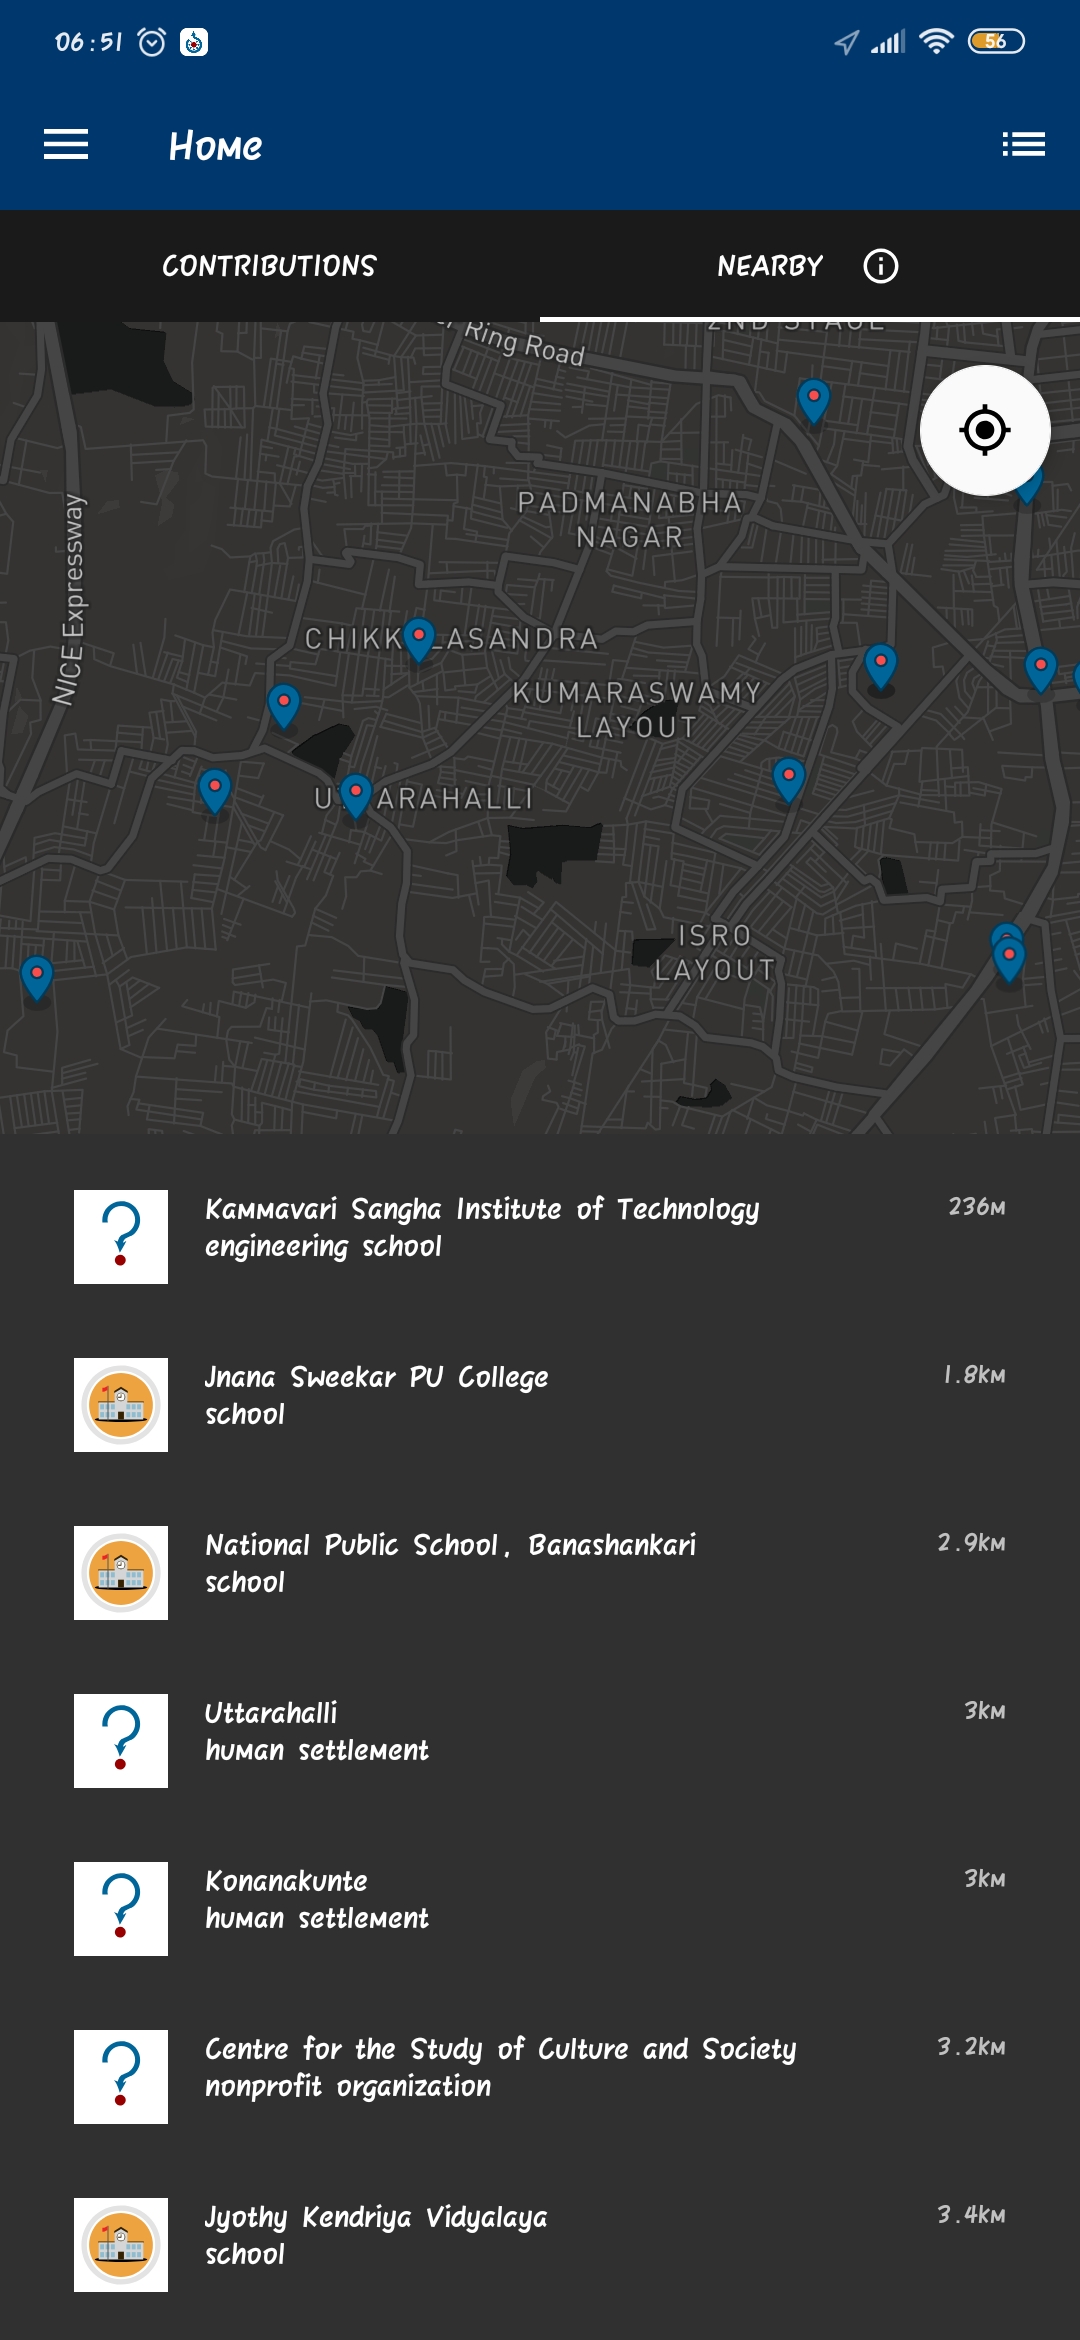 06:51
56
Home
CONTRIBUTIONS
NEARBY
2ND STAGE
Ring Road
PADMANABHA
NAGAR
NICE Expressway
KUMARASWAMY
LAYOUT
ISRO
LAYOUT
Kammavari Sangha Institute of Technology
236m
engineering school
Jnana Sweekar PU College
1.8km
school
National Public School, Banashankari
2.9km
school
Uttarahalli
3km
human settlement
Konanakunte
3km
human settlement
Centre for the Study of Culture and Society
3.2km
nonprofit organization
Jyothy Kendriya Vidyalaya
3.4km
school